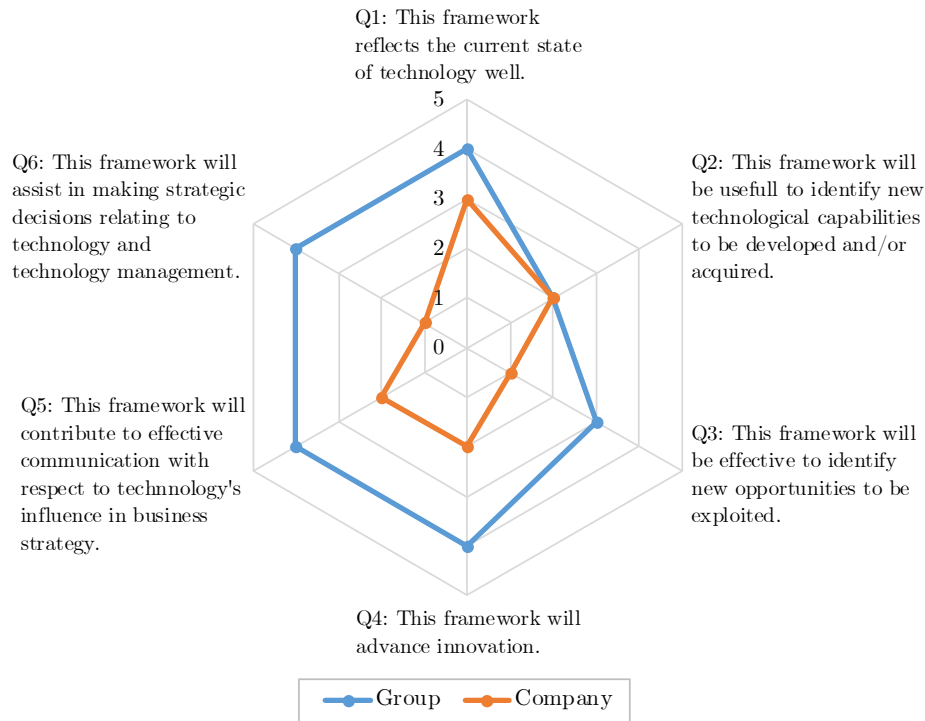 Q1: This framework
reflects the current state
of technology well.
5
4
3
2
1
0
Q6: This framework will
assist in making strategic
decisions relating to
technology and
technology management.
Q2: This framework will
be usefull to identify new
technological capabilities
to be developed and/or
acquired.
Q5: This framework will
contribute to effective
communication with
respect to technnology's
influence in business
strategy.
Q3: This framework will
be effective to identify
new opportunities to be
exploited.
Q4: This framework will
advance innovation.
Group Company